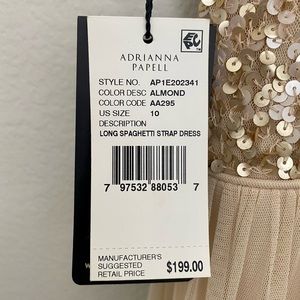 ADRIANNA
PAPELL
STYLE NO. AP1E202341
COLOR DESC ALMOND
COLOR CODE AA295
US SIZE 10
DESCRIPTION
LONG SPAGHETTI STRAP DRESS
7 97532 88053 7
MANUFACTURER'S
SUGGESTED
RETAIL PRICE $199.00